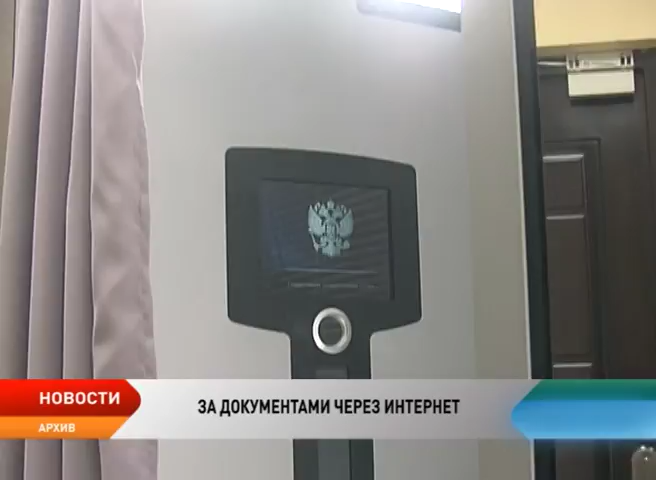 НОВОСТИ
АРХИВ
ЗА ДОКУМЕНТАМИ ЧЕРЕЗ ИНТЕРНЕТ